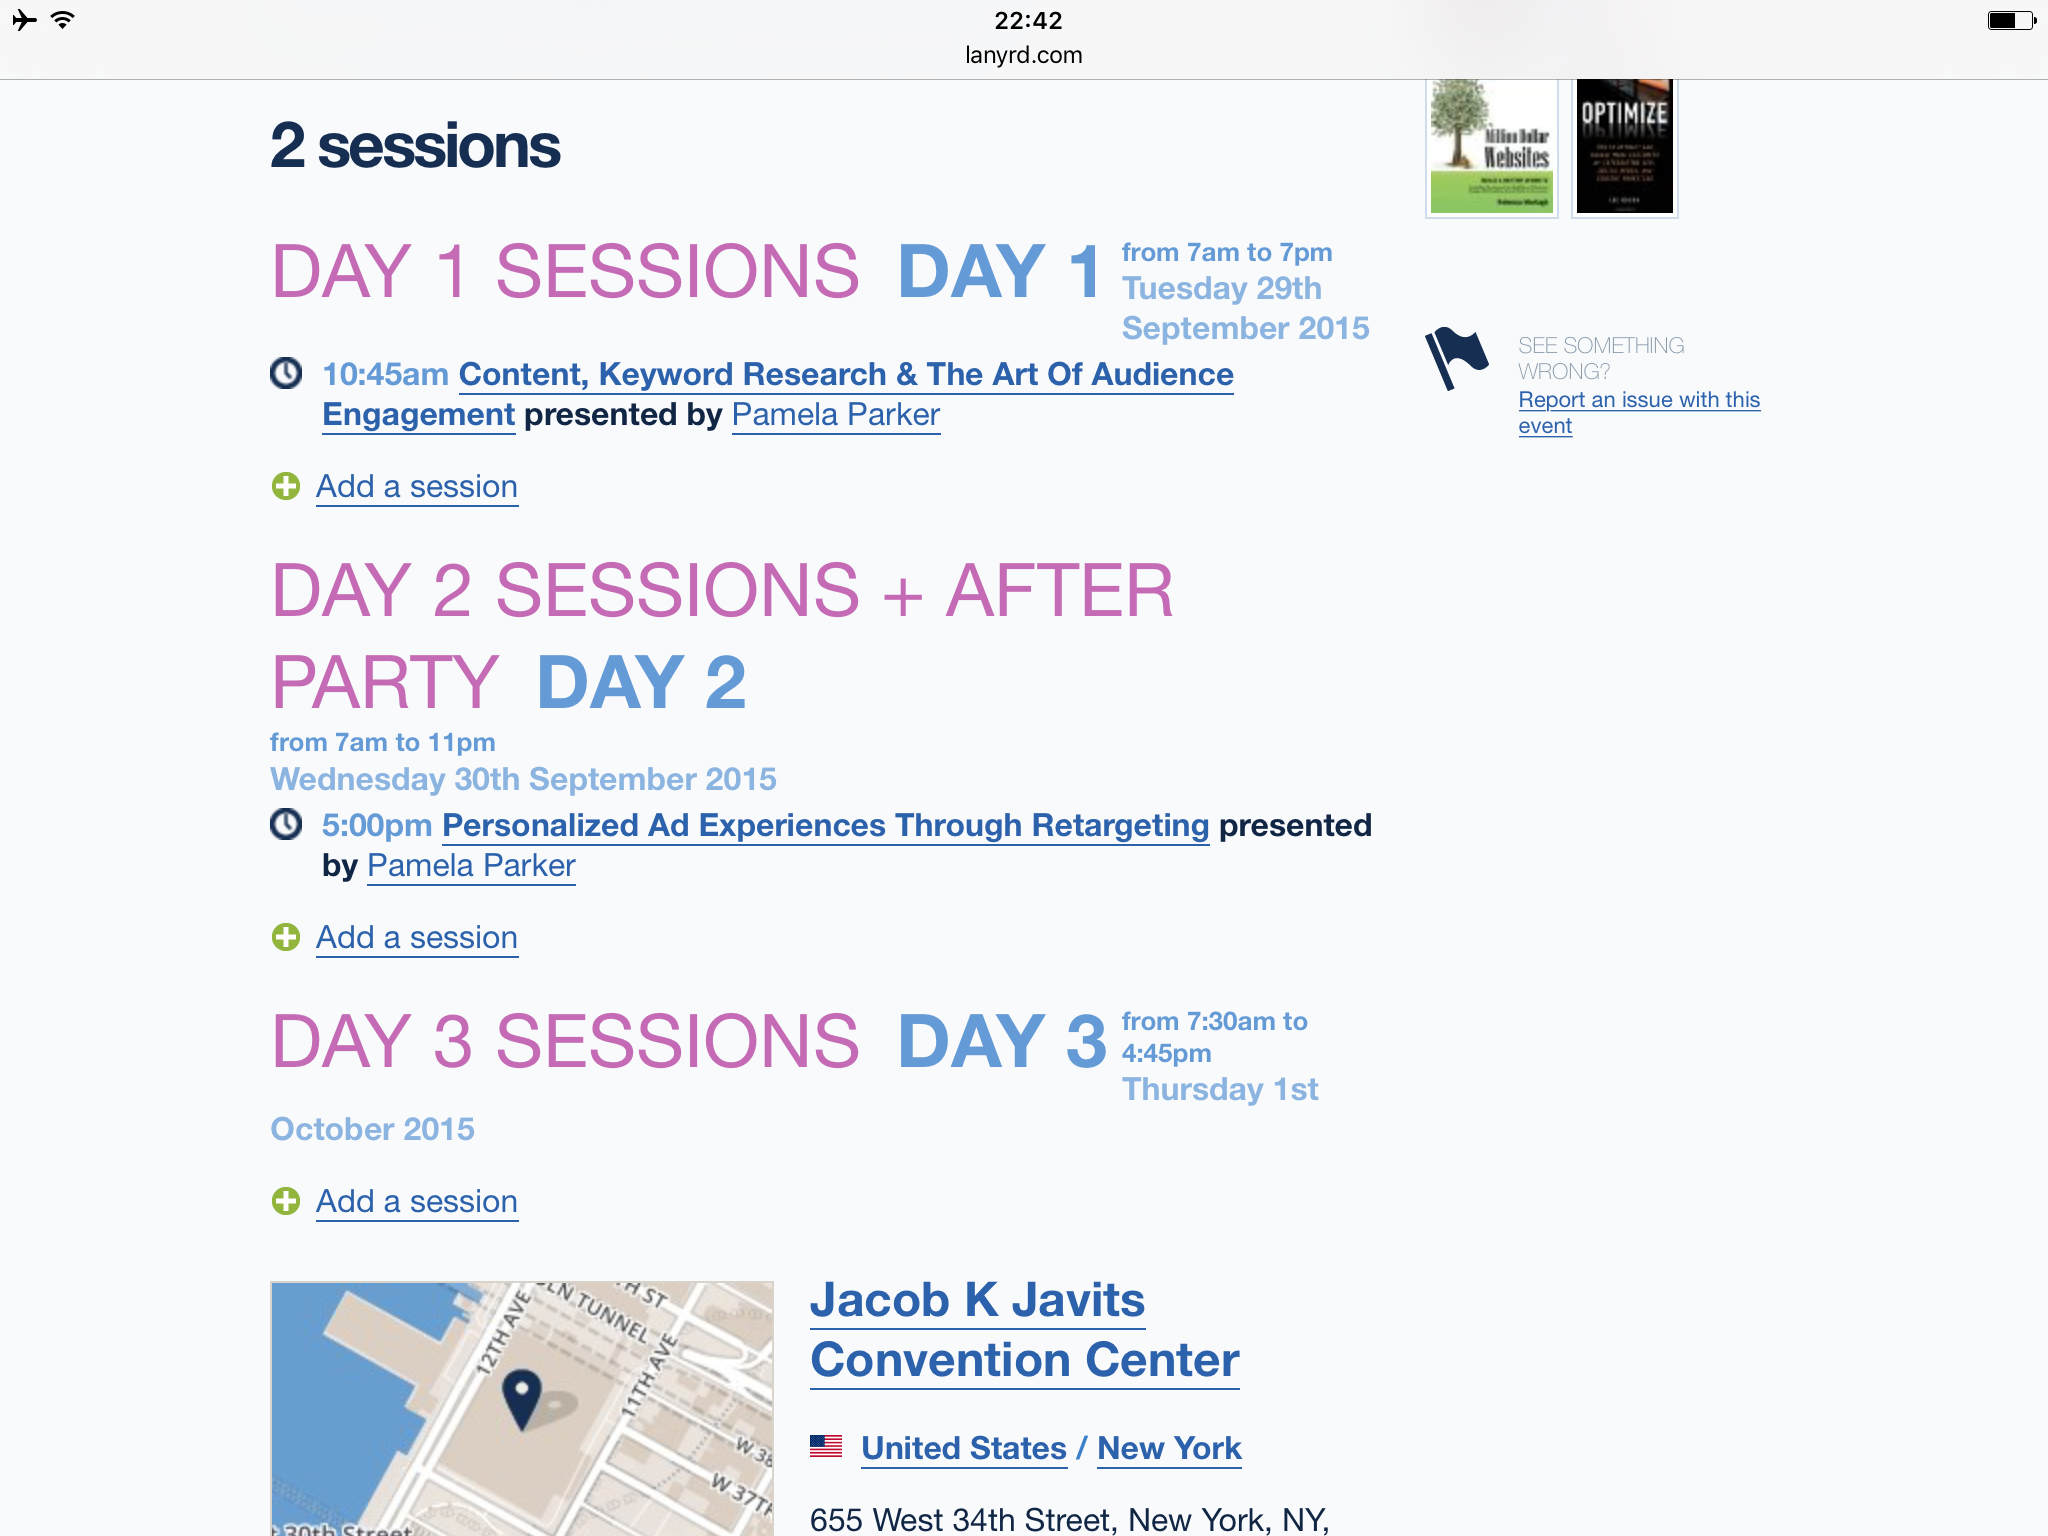 22:42
lanyrd.com
2 sessions
DAY 1 SESSIONS DAY 1 from 7am to 7pm
Tuesday 29th
September 2015
10:45am Content, Keyword Research & The Art Of Audience
Engagement presented by Pamela Parker
Add a session
DAY 2 SESSIONS + AFTER
PARTY DAY 2
from 7am to 11pm
Wednesday 30th September 2015
5:00pm Personalized Ad Experiences Through Retargeting presented
by Pamela Parker
Add a session
DAY 3 SESSIONS DAY 3 from 7:30am to
4:45pm
Thursday 1st
October 2015
Add a session
12TH AVE
LN TUNNEL
TH ST
11TH AVE
W 38
W 37TH
30th Street
Jacob K Javits
Convention Center
United States / New York
655 West 34th Street, New York, NY,
Million Dollar
Websites
OPTIMIZE
SEE SOMETHING
WRONG?
Report an issue with this
event